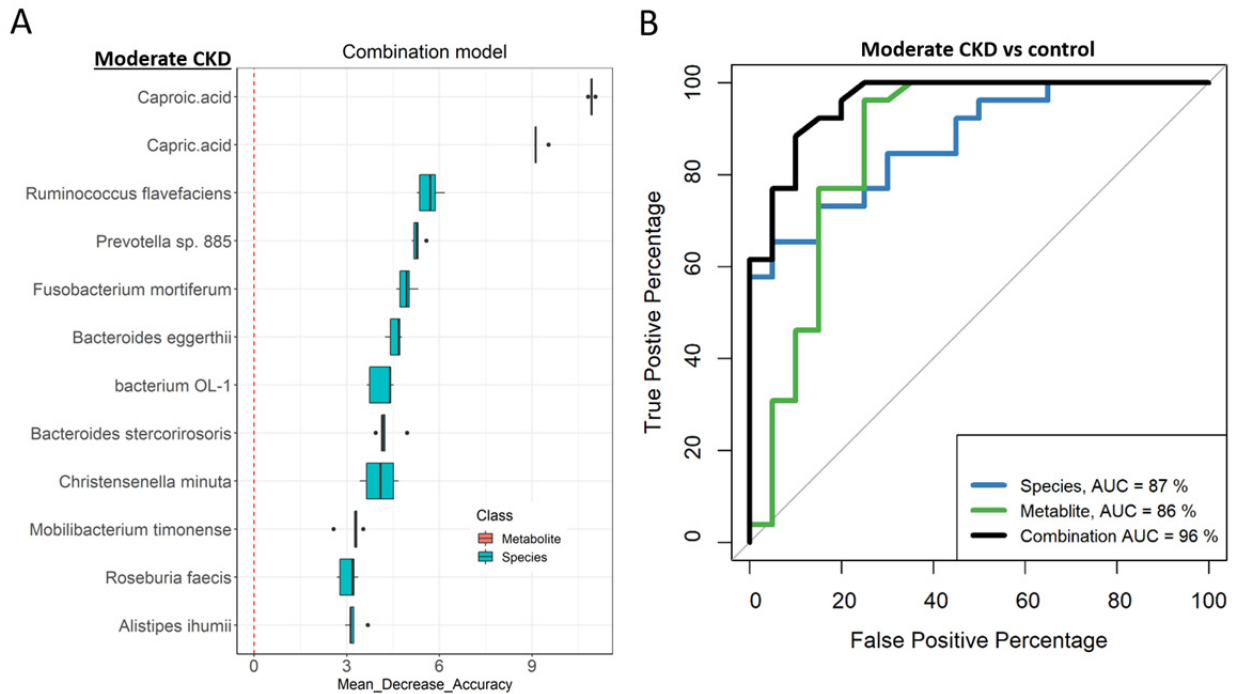 A
Moderate CKD
Combination model
Caproic.acid
Capric.acid
Ruminococcus flavefaciens
Prevotella sp. 885
Fusobacterium mortiferum
Bacteroides eggerthii
bacterium OL-1
Bacteroides stercorirosoris
Christensenella minuta
Mobilibacterium timonense
Roseburia faecis
Alistipes ihumii
Class
Metabolite
Species
0 3 6 9
Mean_Decrease_Accuracy
B
Moderate CKD vs control
True Postive Percentage
100
80
60
40
20
0
Species, AUC = 87 %
Metablite, AUC = 86 %
Combination AUC = 96 %
0 20 40 60 80 100
False Positive Percentage